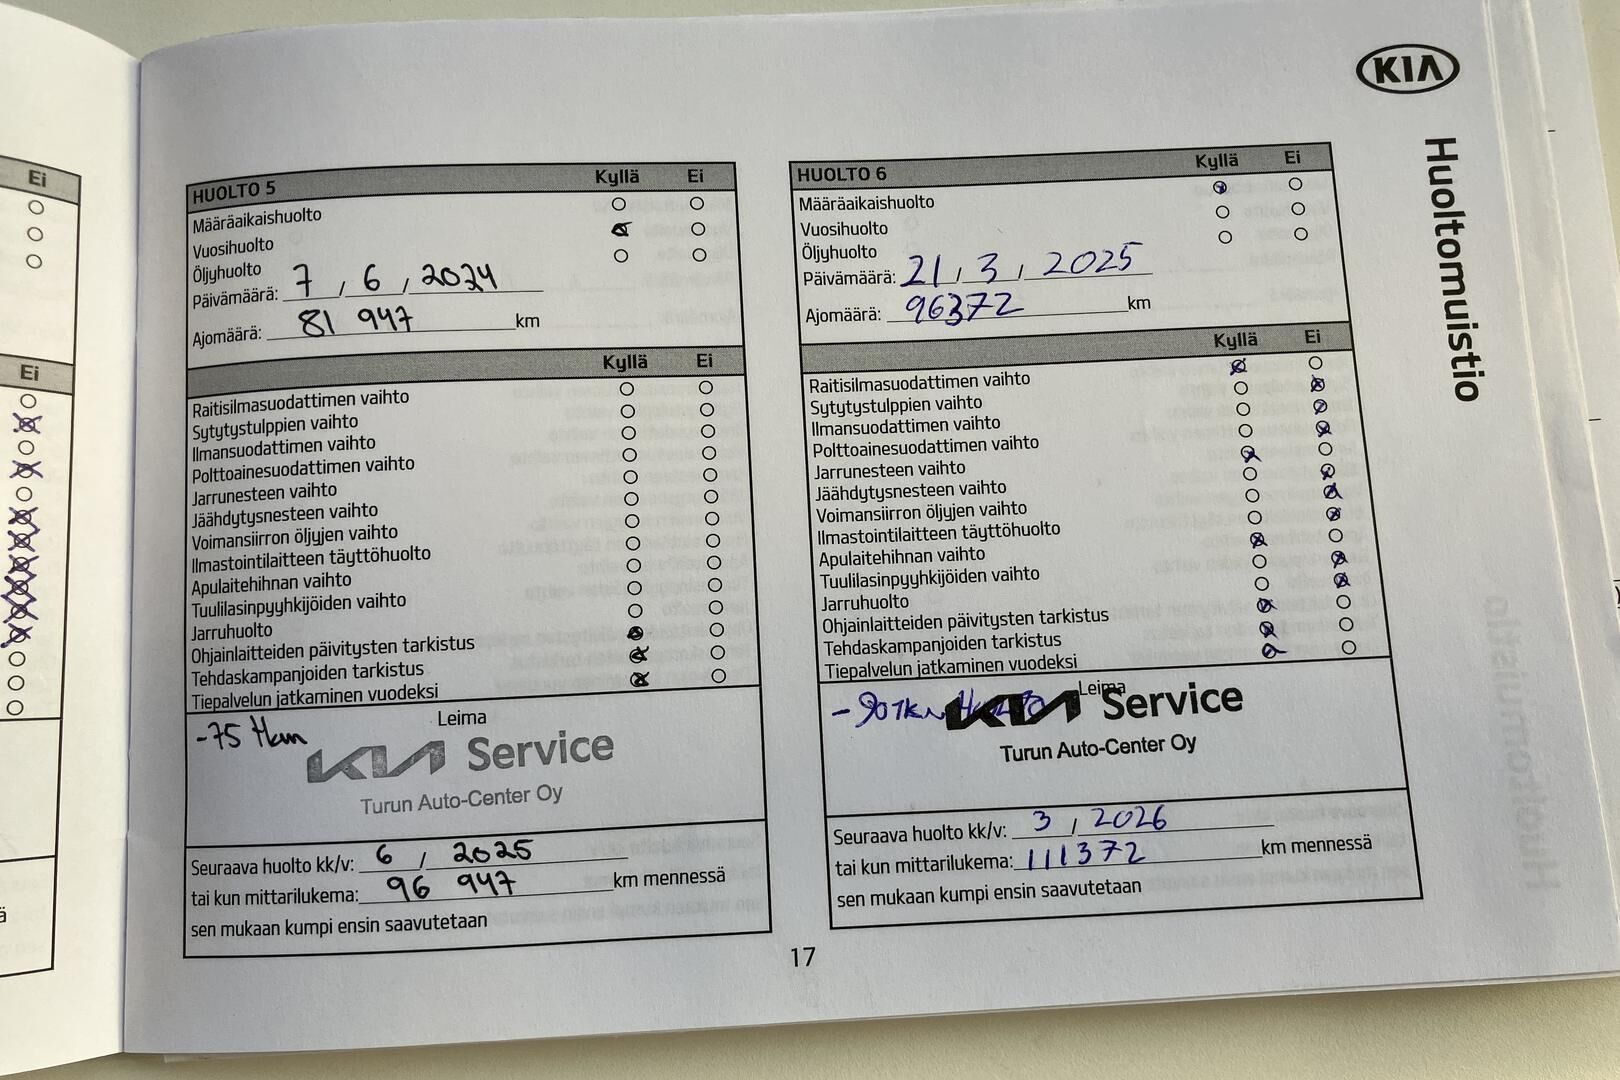 KIA
Huoltomuistio
Ei
Ei
HUOLTO 5 Kyllä Ei
Määräaikaishuolto
Vuosihuolto
Öljyhuolto
Päivämäärä: 7 / 6 / 2024
Ajomäärä: 81 947 km
Kyllä Ei
Raitisilmasuodattimen vaihto
Sytytystulppien vaihto
Ilmansuodattimen vaihto
Polttoainesuodattimen vaihto
Jarrunesteen vaihto
Jäähdytysnesteen vaihto
Voimansiirron öljyjen vaihto
Ilmastointilaitteen täyttöhuolto
Apulaitehihnan vaihto
Tuulilasinpyyhkijöiden vaihto
Jarruhuolto
Ohjainlaitteiden päivitysten tarkistus
Tehdaskampanjoiden tarkistus
Tiepalvelun jatkaminen vuodeksi
Leima
-75 tkm
KIA Service
Turun Auto-Center Oy
Seuraava huolto kk/v: 6 / 2025
tai kun mittarilukema: 96 947 km mennessä
sen mukaan kumpi ensin saavutetaan
HUOLTO 6 Kyllä Ei
Määräaikaishuolto
Vuosihuolto
Öljyhuolto
Päivämäärä: 21 / 3 / 2025
Ajomäärä: 96372 km
Kyllä Ei
Raitisilmasuodattimen vaihto
Sytytystulppien vaihto
Ilmansuodattimen vaihto
Polttoainesuodattimen vaihto
Jarrunesteen vaihto
Jäähdytysnesteen vaihto
Voimansiirron öljyjen vaihto
Ilmastointilaitteen täyttöhuolto
Apulaitehihnan vaihto
Tuulilasinpyyhkijöiden vaihto
Jarruhuolto
Ohjainlaitteiden päivitysten tarkistus
Tehdaskampanjoiden tarkistus
Tiepalvelun jatkaminen vuodeksi
Leima
-90 Tkm
KIA Service
Turun Auto-Center Oy
Seuraava huolto kk/v: 3 / 2026
tai kun mittarilukema: 111372 km mennessä
sen mukaan kumpi ensin saavutetaan
17